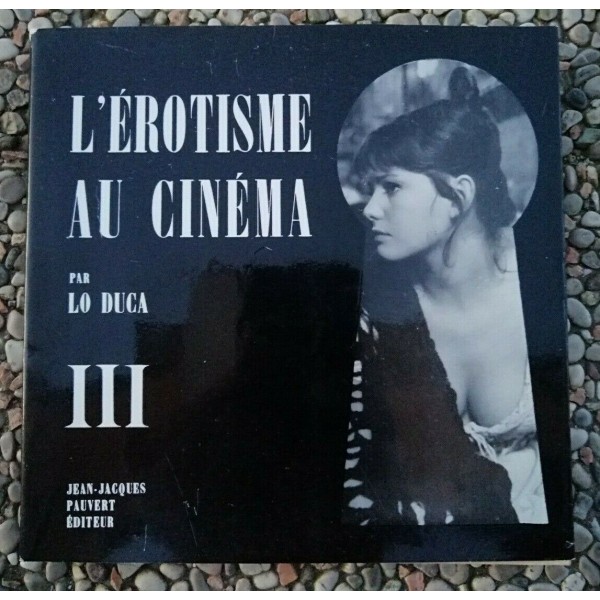 L'ÉROTISME
AU CINÉMA
PAR
LO DUCA
III
JEAN-JACQUES
PAUVERT
ÉDITEUR